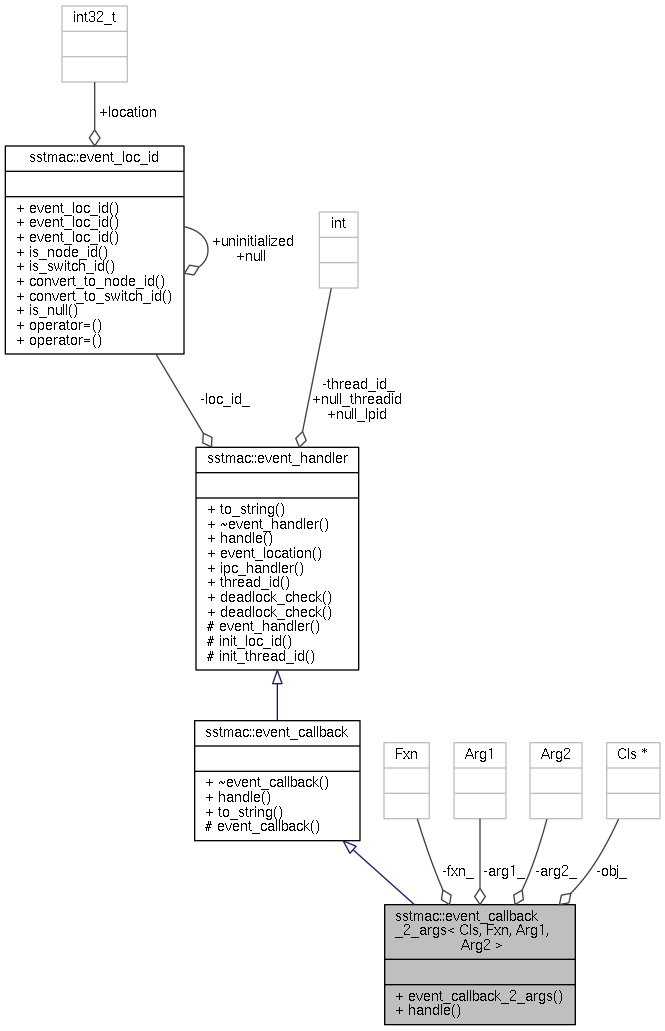 int32_t
+location
sstmac::event_loc_id
+ event_loc_id()
+ event_loc_id()
+ event_loc_id()
+ is_node_id()
+ is_switch_id()
+ convert_to_node_id()
+ convert_to_switch_id()
+ is_null()
+ operator=()
+ operator=()
+uninitialized
+null
int
-loc_id_
-thread_id_
+null_threadid
+null_lpid
sstmac::event_handler
+ to_string()
+ ~event_handler()
+ handle()
+ event_location()
+ ipc_handler()
+ thread_id()
+ deadlock_check()
+ deadlock_check()
# event_handler()
# init_loc_id()
# init_thread_id()
sstmac::event_callback
+ ~event_callback()
+ handle()
+ to_string()
# event_callback()
Fxn
Arg1
Arg2
Cls *
-fxn_
-arg1_
-arg2_
-obj_
sstmac::event_callback
_2_args< Cls, Fxn, Arg1,
Arg2 >
+ event_callback_2_args()
+ handle()